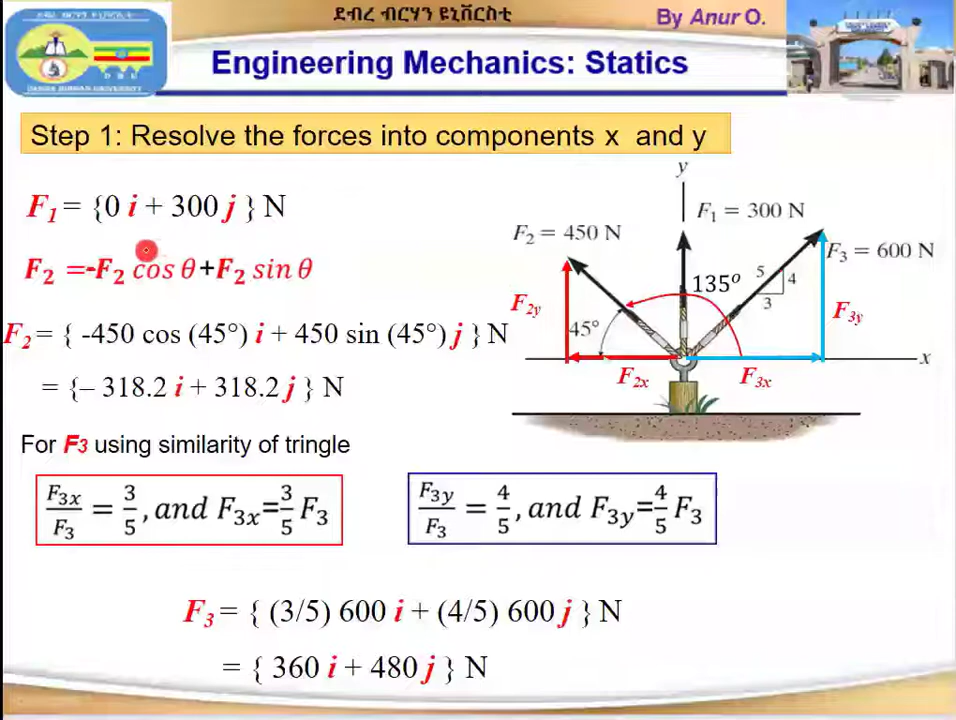 ደብረ ብርሃን ዩኒቨርስቲ
By Anur O.
Engineering Mechanics: Statics
DBU
Step 1: Resolve the forces into components x and y
F1 = {0 i + 300 j } N
F2 =-F2 cos θ+F2 sin θ
F2 = { -450 cos (45°) i + 450 sin (45°) j } N
= {– 318.2 i + 318.2 j } N
For F3 using similarity of tringle
F3x/F3 = 3/5, and F3x=3/5 F3
F3y/F3 = 4/5, and F3y=4/5 F3
F3 = { (3/5) 600 i + (4/5) 600 j } N
= { 360 i + 480 j } N
y
F1 = 300 N
F2 = 450 N
F3 = 600 N
5
4
3
135o
F2y
45°
F3y
x
F2x
F3x